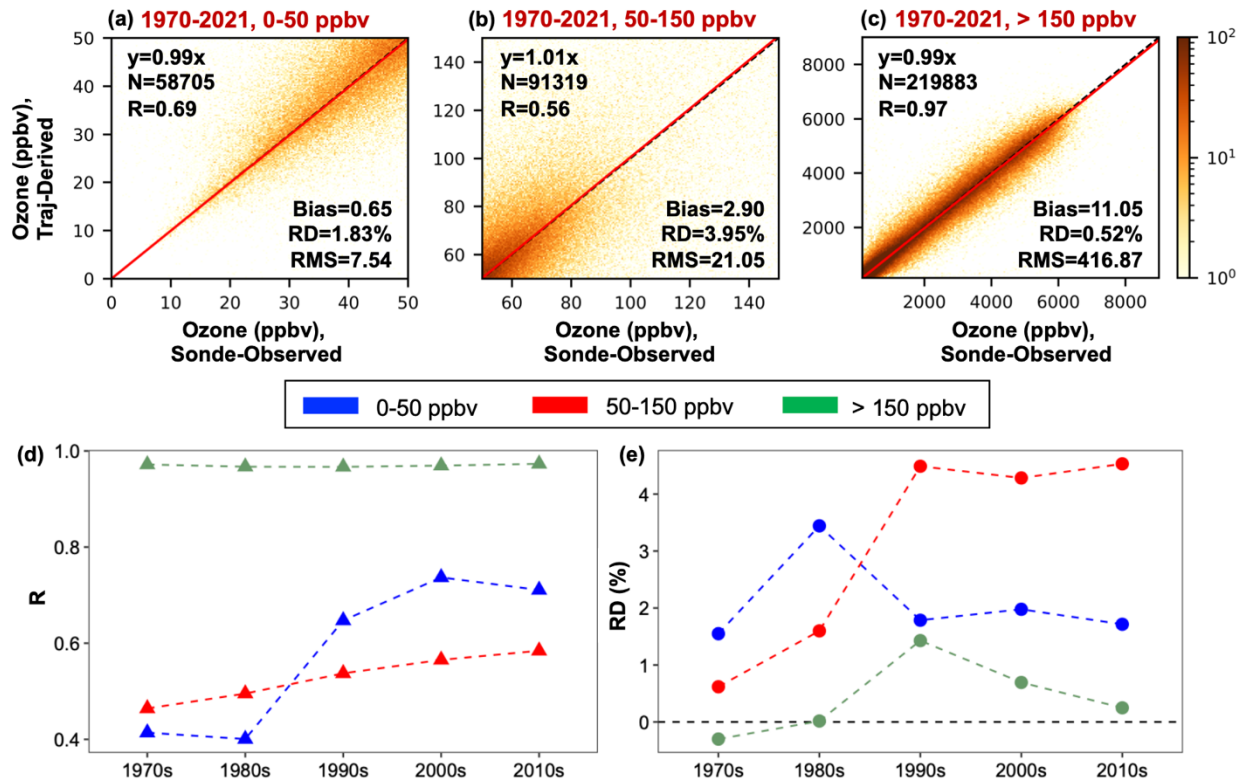 (a) 1970-2021, 0-50 ppbv
(b) 1970-2021, 50-150 ppbv
(c) 1970-2021, > 150 ppbv
Ozone (ppbv),
Traj-Derived
50
40
30
20
10
0
y=0.99x
N=58705
R=0.69
Bias=0.65
RD=1.83%
RMS=7.54
0 10 20 30 40 50
Ozone (ppbv),
Sonde-Observed
140
120
100
80
60
y=1.01x
N=91319
R=0.56
Bias=2.90
RD=3.95%
RMS=21.05
60 80 100 120 140
Ozone (ppbv),
Sonde-Observed
8000
6000
4000
2000
y=0.99x
N=219883
R=0.97
Bias=11.05
RD=0.52%
RMS=416.87
2000 4000 6000 8000
Ozone (ppbv),
Sonde-Observed
10²
10¹
10⁰
0-50 ppbv
50-150 ppbv
> 150 ppbv
(d)
R
1.0
0.8
0.6
0.4
1970s 1980s 1990s 2000s 2010s
(e)
RD (%)
4
3
2
1
0
1970s 1980s 1990s 2000s 2010s